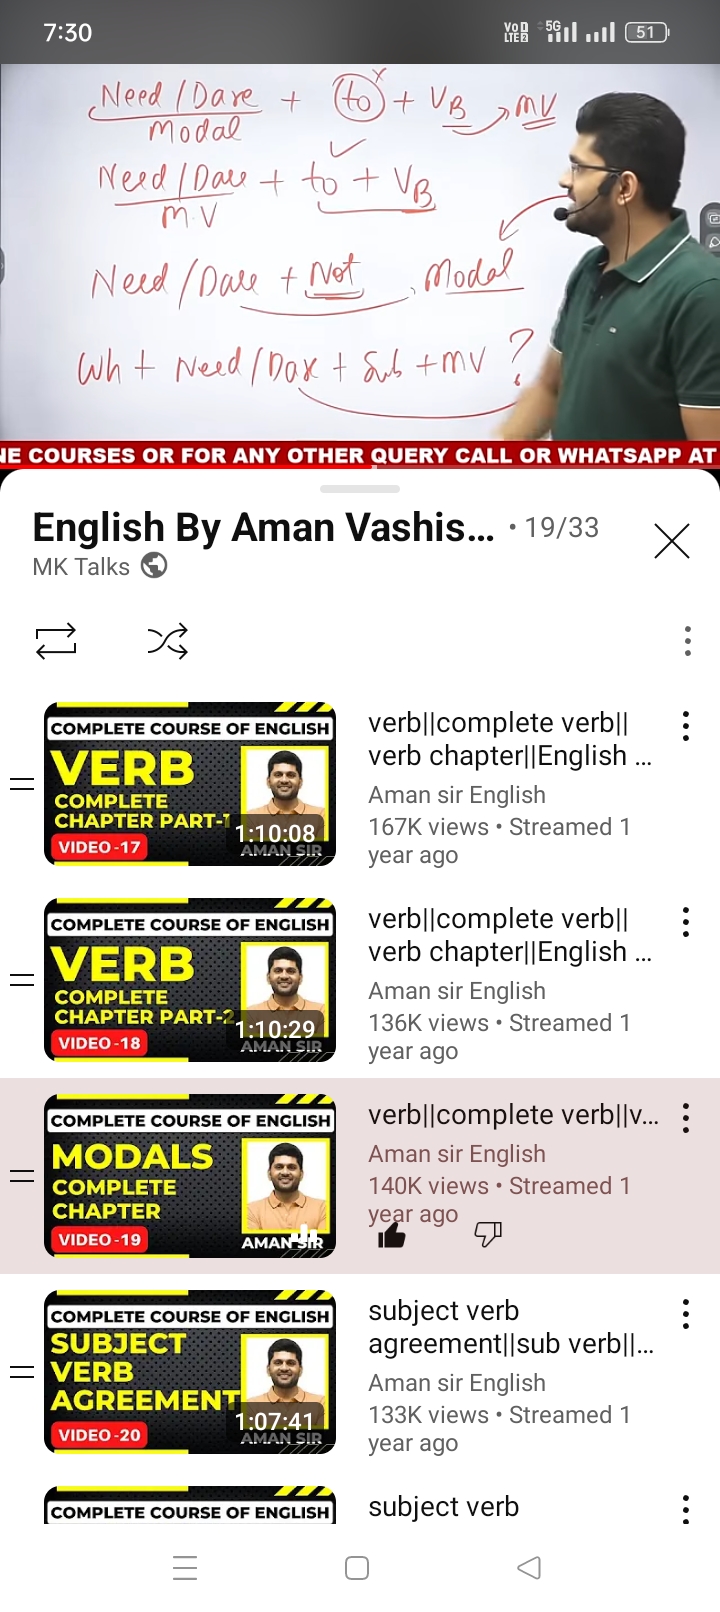 7:30
VoD LTE2 5G 51
Need/Dare + to x + VB → MV
Modal
✓
Need/Dare + to + VB
M.V
Need/Dare + Not, Modal
Wh + Need/Dare + Sub + MV ?
NE COURSES OR FOR ANY OTHER QUERY CALL OR WHATSAPP AT
English By Aman Vashis... • 19/33
MK Talks
COMPLETE COURSE OF ENGLISH
VERB
COMPLETE
CHAPTER PART-1
VIDEO -17
1:10:08
AMAN SIR
verb||complete verb||
verb chapter||English ...
Aman sir English
167K views • Streamed 1
year ago
COMPLETE COURSE OF ENGLISH
VERB
COMPLETE
CHAPTER PART-2
VIDEO -18
1:10:29
AMAN SIR
verb||complete verb||
verb chapter||English ...
Aman sir English
136K views • Streamed 1
year ago
COMPLETE COURSE OF ENGLISH
MODALS
COMPLETE
CHAPTER
VIDEO -19
AMAN SIR
verb||complete verb||v...
Aman sir English
140K views • Streamed 1
year ago
COMPLETE COURSE OF ENGLISH
SUBJECT
VERB
AGREEMENT
VIDEO -20
1:07:41
AMAN SIR
subject verb
agreement||sub verb||...
Aman sir English
133K views • Streamed 1
year ago
COMPLETE COURSE OF ENGLISH
subject verb